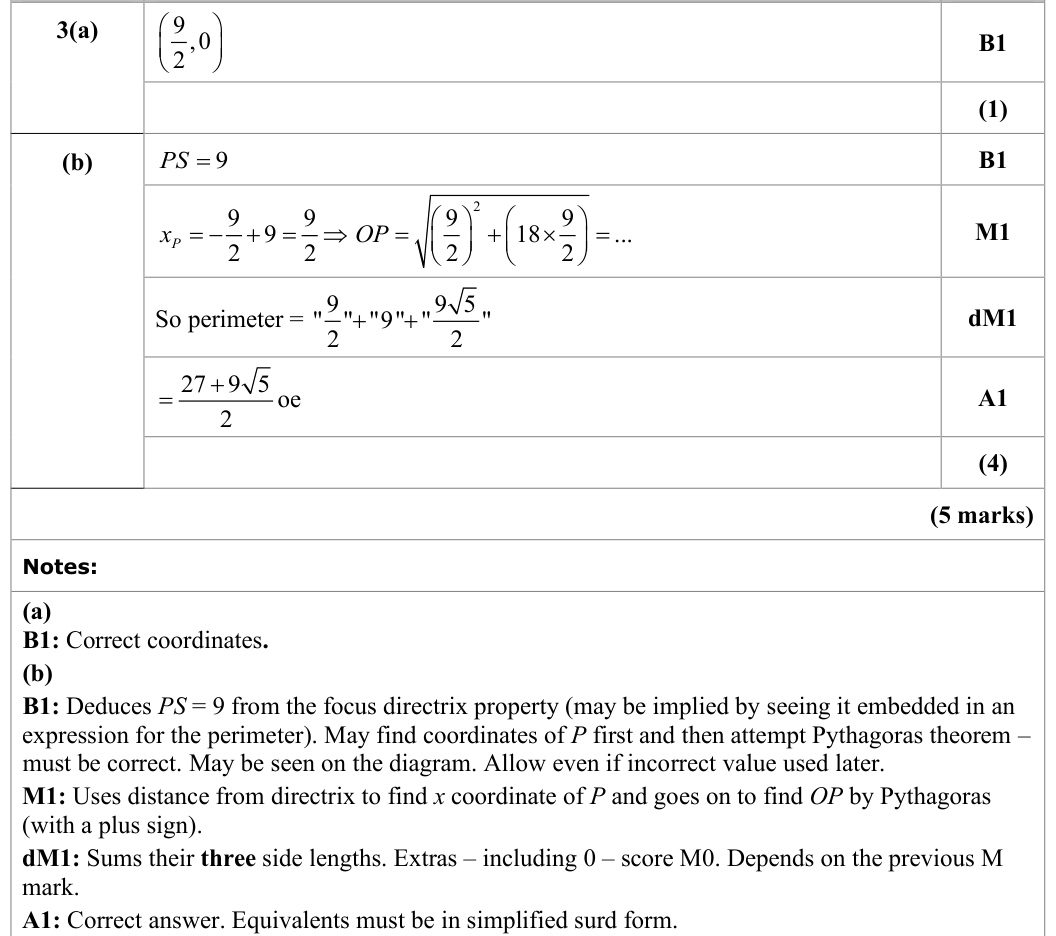 3(a) (9/2, 0) B1
(1)
(b) PS = 9 B1
x_P = −9/2 + 9 = 9/2 ⇒ OP = √((9/2)² + (18 × 9/2)) = ... M1
So perimeter = "9/2" + "9" + "9√5/2" dM1
= (27 + 9√5)/2 oe A1
(4)
(5 marks)
Notes:
(a)
B1: Correct coordinates.
(b)
B1: Deduces PS = 9 from the focus directrix property (may be implied by seeing it embedded in an
expression for the perimeter). May find coordinates of P first and then attempt Pythagoras theorem –
must be correct. May be seen on the diagram. Allow even if incorrect value used later.
M1: Uses distance from directrix to find x coordinate of P and goes on to find OP by Pythagoras
(with a plus sign).
dM1: Sums their three side lengths. Extras – including 0 – score M0. Depends on the previous M
mark.
A1: Correct answer. Equivalents must be in simplified surd form.